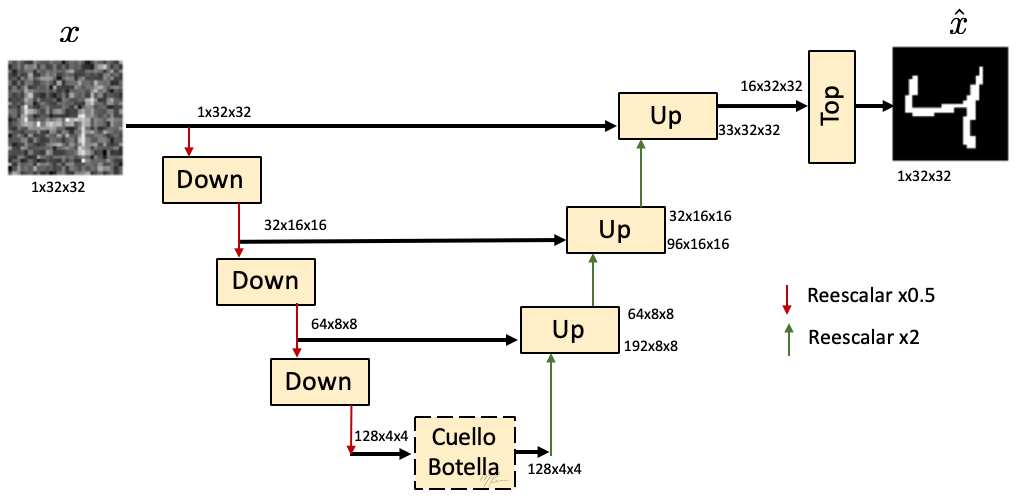 x
x̂
1x32x32
16x32x32
Up
Top
33x32x32
Down
1x32x32
1x32x32
32x16x16
Up
32x16x16
96x16x16
Down
Reescalar x0.5
64x8x8
Up
64x8x8
192x8x8
Reescalar x2
Down
128x4x4
Cuello
Botella
128x4x4